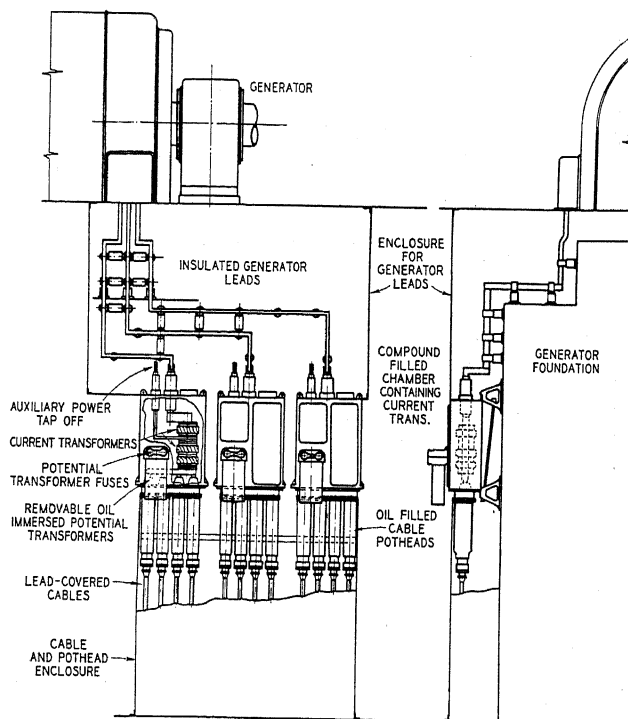 GENERATOR
INSULATED GENERATOR
LEADS
ENCLOSURE
FOR
GENERATOR
LEADS
COMPOUND
FILLED
CHAMBER
CONTAINING
CURRENT
TRANS.
GENERATOR
FOUNDATION
AUXILIARY POWER
TAP OFF
CURRENT TRANSFORMERS
POTENTIAL
TRANSFORMER FUSES
REMOVABLE OIL
IMMERSED POTENTIAL
TRANSFORMERS
OIL FILLED
CABLE
POTHEADS
LEAD-COVERED
CABLES
CABLE
AND POTHEAD
ENCLOSURE